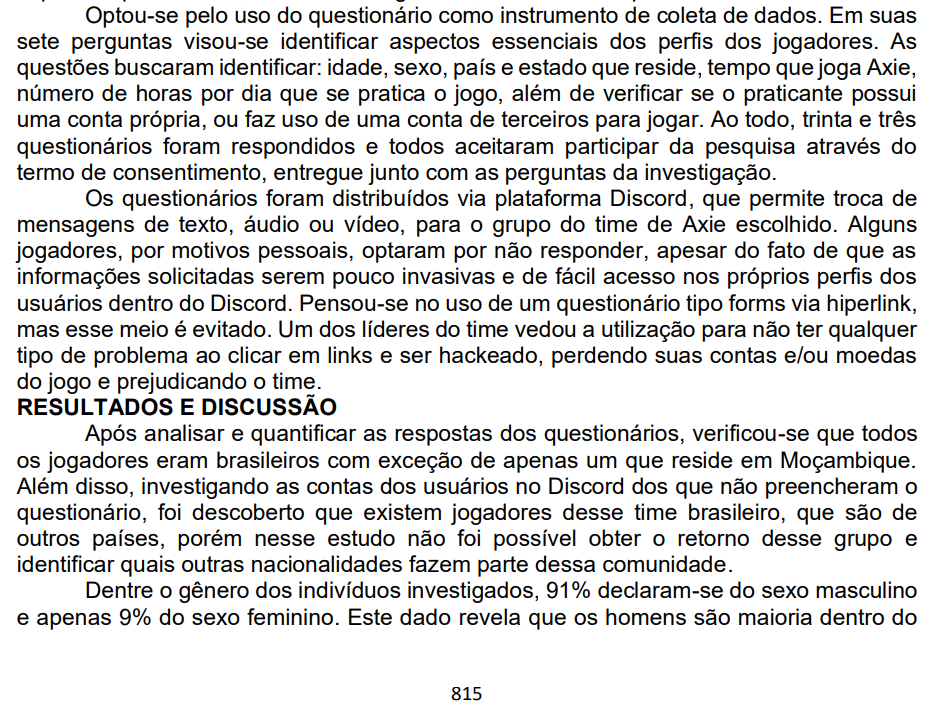 Optou-se pelo uso do questionário como instrumento de coleta de dados. Em suas
sete perguntas visou-se identificar aspectos essenciais dos perfis dos jogadores. As
questões buscaram identificar: idade, sexo, país e estado que reside, tempo que joga Axie,
número de horas por dia que se pratica o jogo, além de verificar se o praticante possui
uma conta própria, ou faz uso de uma conta de terceiros para jogar. Ao todo, trinta e três
questionários foram respondidos e todos aceitaram participar da pesquisa através do
termo de consentimento, entregue junto com as perguntas da investigação.
Os questionários foram distribuídos via plataforma Discord, que permite troca de
mensagens de texto, áudio ou vídeo, para o grupo do time de Axie escolhido. Alguns
jogadores, por motivos pessoais, optaram por não responder, apesar do fato de que as
informações solicitadas serem pouco invasivas e de fácil acesso nos próprios perfis dos
usuários dentro do Discord. Pensou-se no uso de um questionário tipo forms via hiperlink,
mas esse meio é evitado. Um dos líderes do time vedou a utilização para não ter qualquer
tipo de problema ao clicar em links e ser hackeado, perdendo suas contas e/ou moedas
do jogo e prejudicando o time.
RESULTADOS E DISCUSSÃO
Após analisar e quantificar as respostas dos questionários, verificou-se que todos
os jogadores eram brasileiros com exceção de apenas um que reside em Moçambique.
Além disso, investigando as contas dos usuários no Discord dos que não preencheram o
questionário, foi descoberto que existem jogadores desse time brasileiro, que são de
outros países, porém nesse estudo não foi possível obter o retorno desse grupo e
identificar quais outras nacionalidades fazem parte dessa comunidade.
Dentre o gênero dos indivíduos investigados, 91% declaram-se do sexo masculino
e apenas 9% do sexo feminino. Este dado revela que os homens são maioria dentro do
815